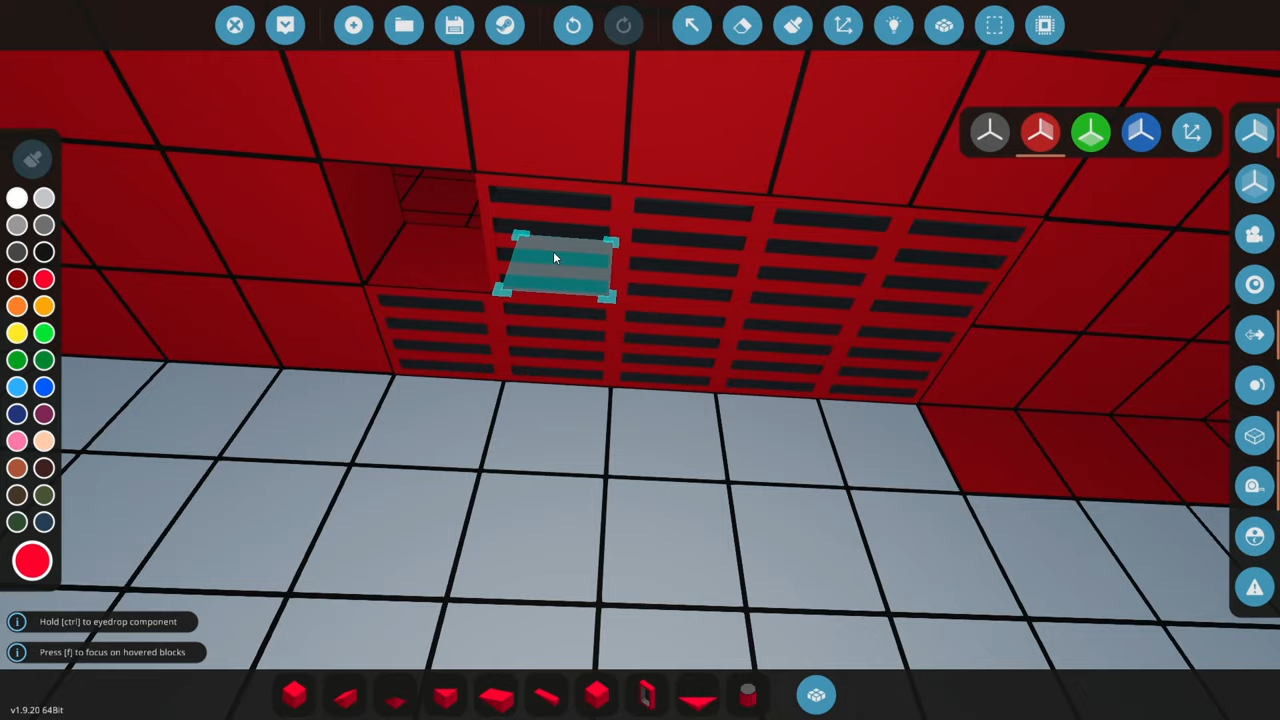 Hold [ctrl] to eyedrop component
Press [f] to focus on hovered blocks
v1.9.20 64Bit